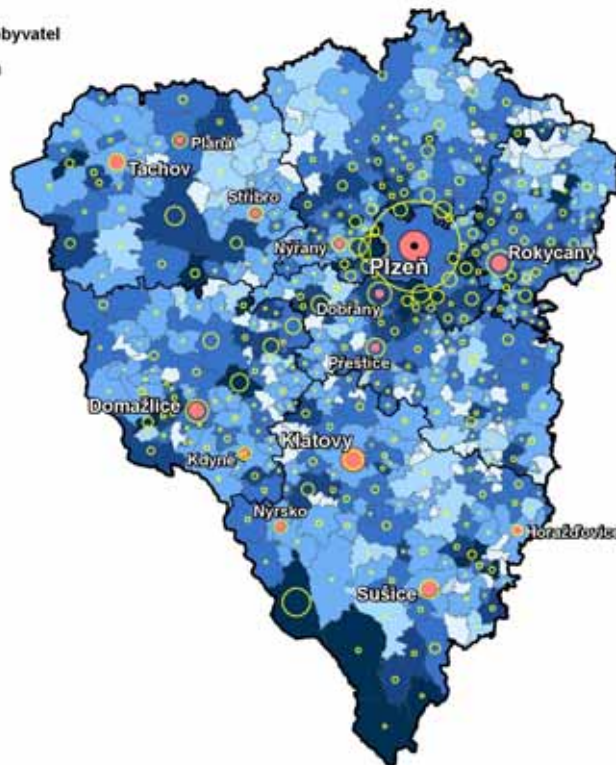 obyvatel
Planá
Tachov
Stříbro
Nýřany
Plzeň
Rokycany
Dobřany
Přeštice
Domažlice
Kdyně
Klatovy
Nýrsko
Horažďovice
Sušice